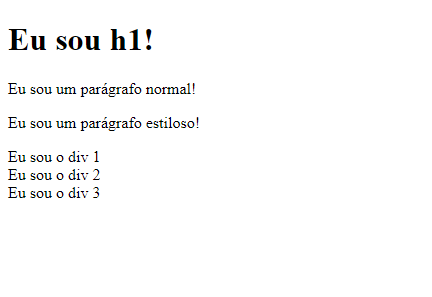 Eu sou h1!
Eu sou um parágrafo normal!
Eu sou um parágrafo estiloso!
Eu sou o div 1
Eu sou o div 2
Eu sou o div 3